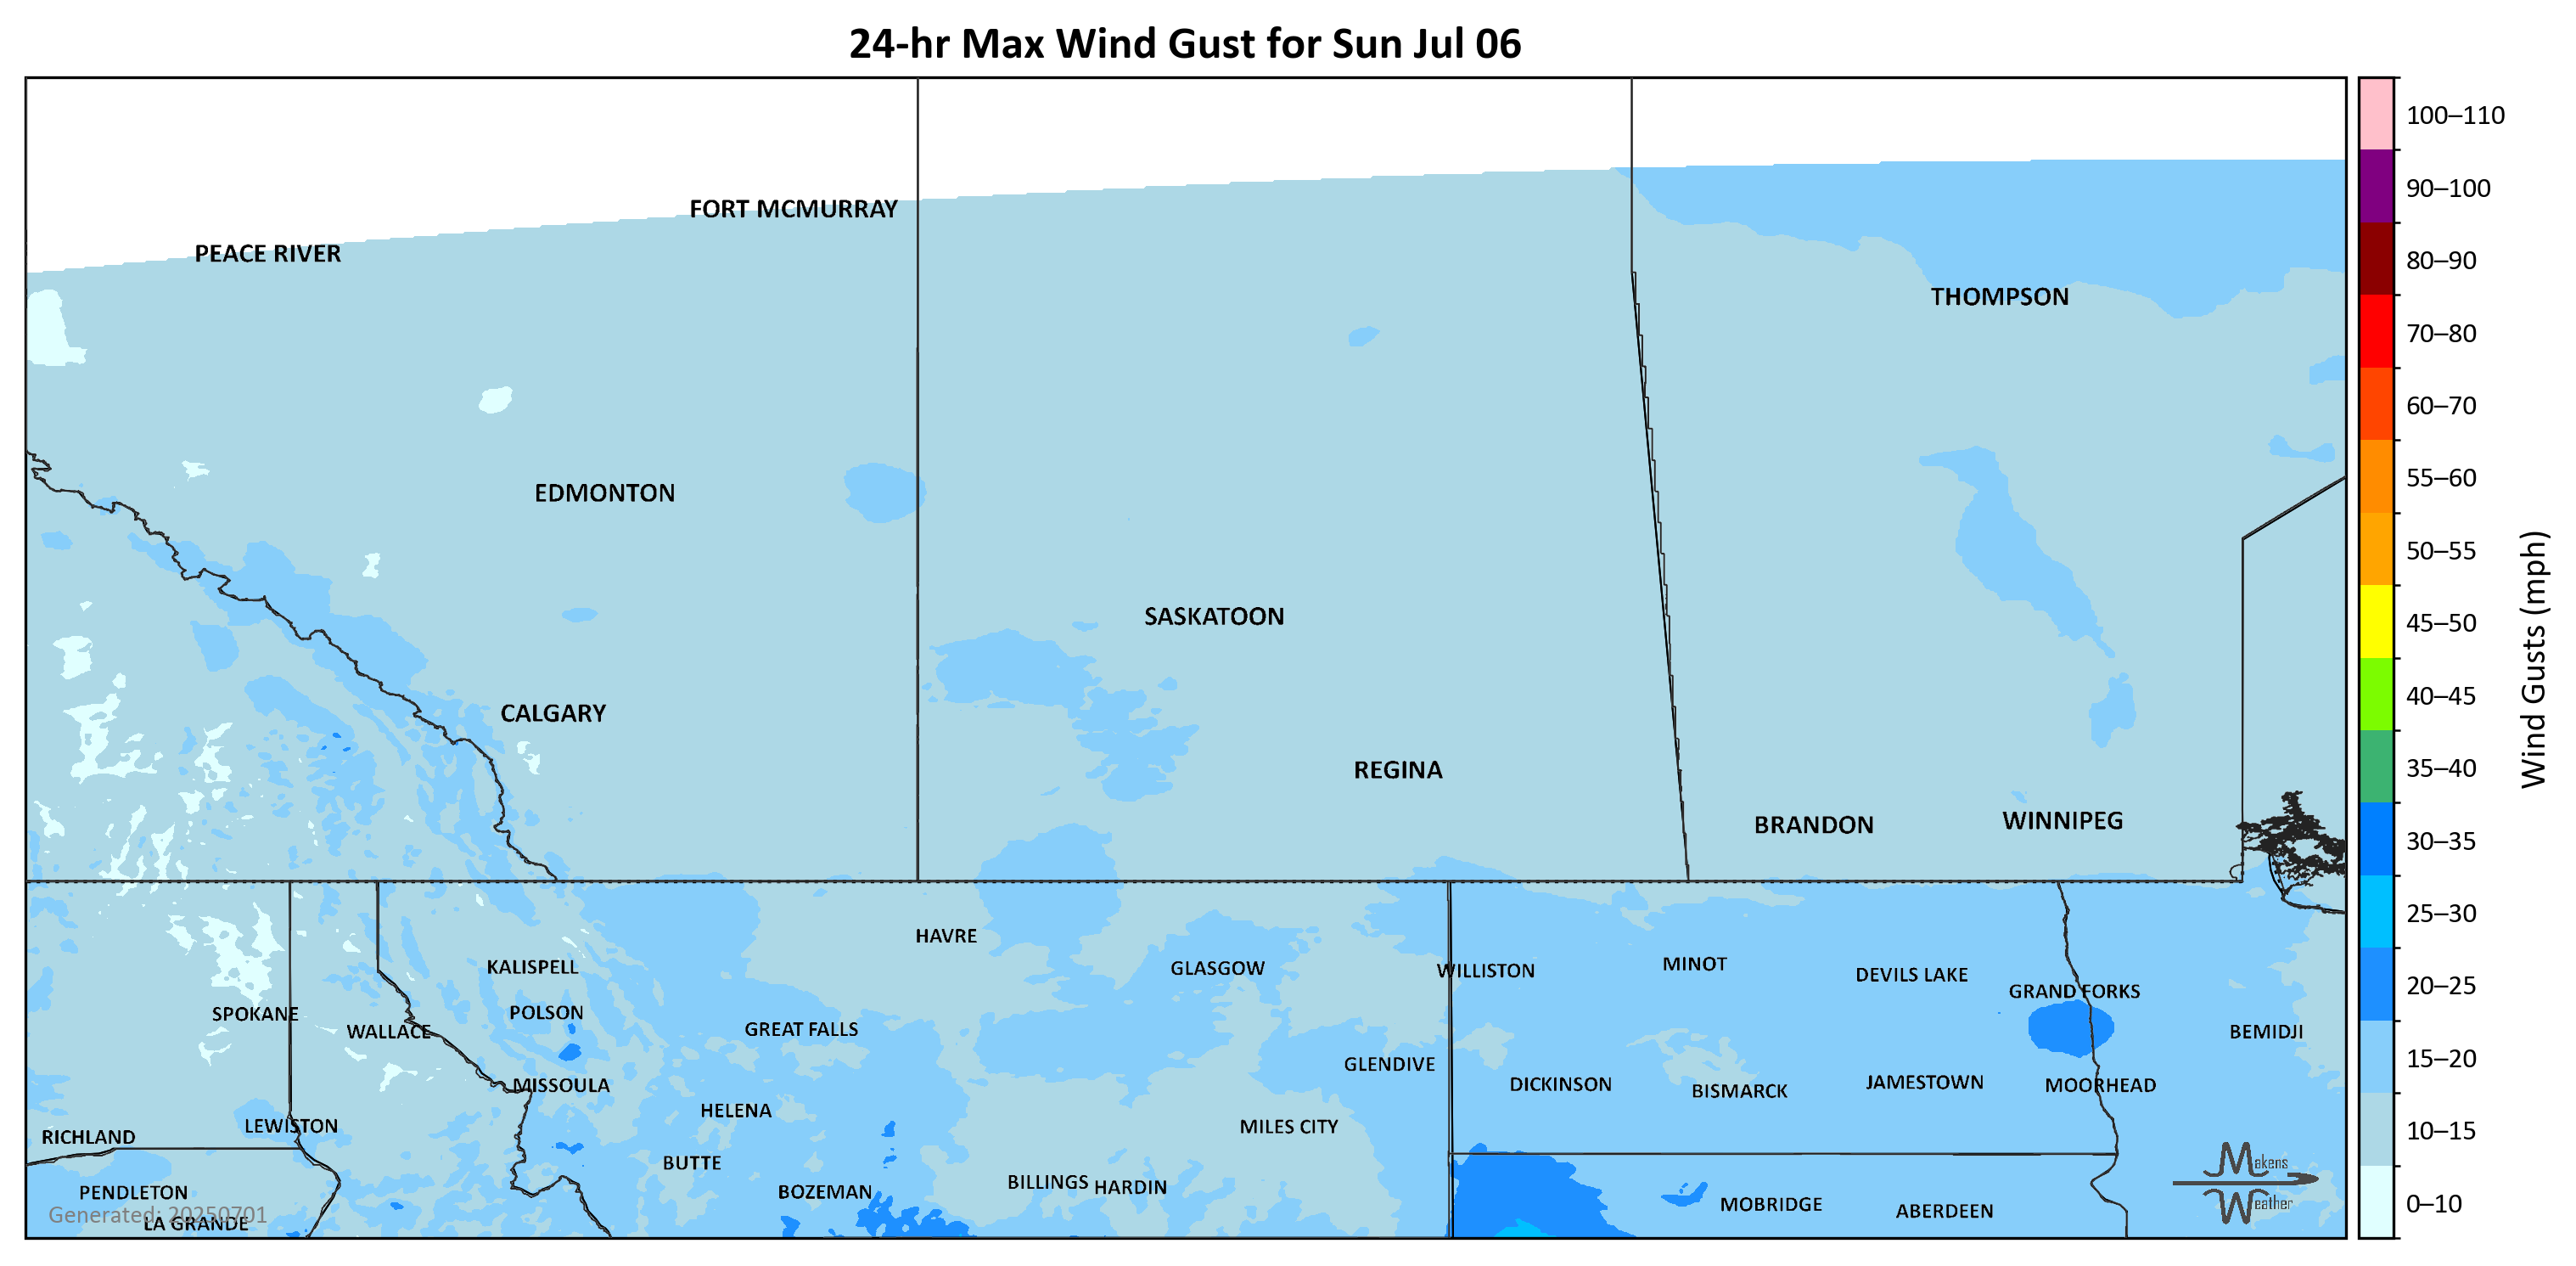 24-hr Max Wind Gust for Sun Jul 06
FORT MCMURRAY
PEACE RIVER
THOMPSON
EDMONTON
SASKATOON
CALGARY
REGINA
BRANDON
WINNIPEG
HAVRE
KALISPELL
GLASGOW
WILLISTON
MINOT
DEVILS LAKE
GRAND FORKS
SPOKANE
POLSON
WALLACE
GREAT FALLS
BEMIDJI
GLENDIVE
MISSOULA
DICKINSON
BISMARCK
JAMESTOWN
MOORHEAD
HELENA
LEWISTON
MILES CITY
RICHLAND
BUTTE
PENDLETON
BOZEMAN
BILLINGS
HARDIN
MOBRIDGE
ABERDEEN
Generated: 20250701
LA GRANDE
Makens
Weather
100–110
90–100
80–90
70–80
60–70
55–60
50–55
45–50
40–45
35–40
30–35
25–30
20–25
15–20
10–15
0–10
Wind Gusts (mph)